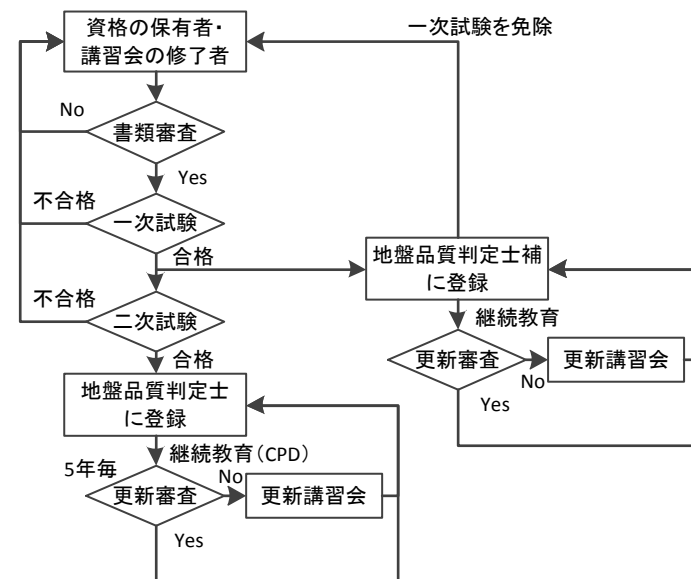 資格の保有者・
講習会の修了者
一次試験を免除
No
書類審査
Yes
不合格
一次試験
合格
地盤品質判定士補
に登録
不合格
二次試験
継続教育
合格
更新審査
No
更新講習会
Yes
地盤品質判定士
に登録
継続教育(CPD)
5年毎
No
更新審査
更新講習会
Yes